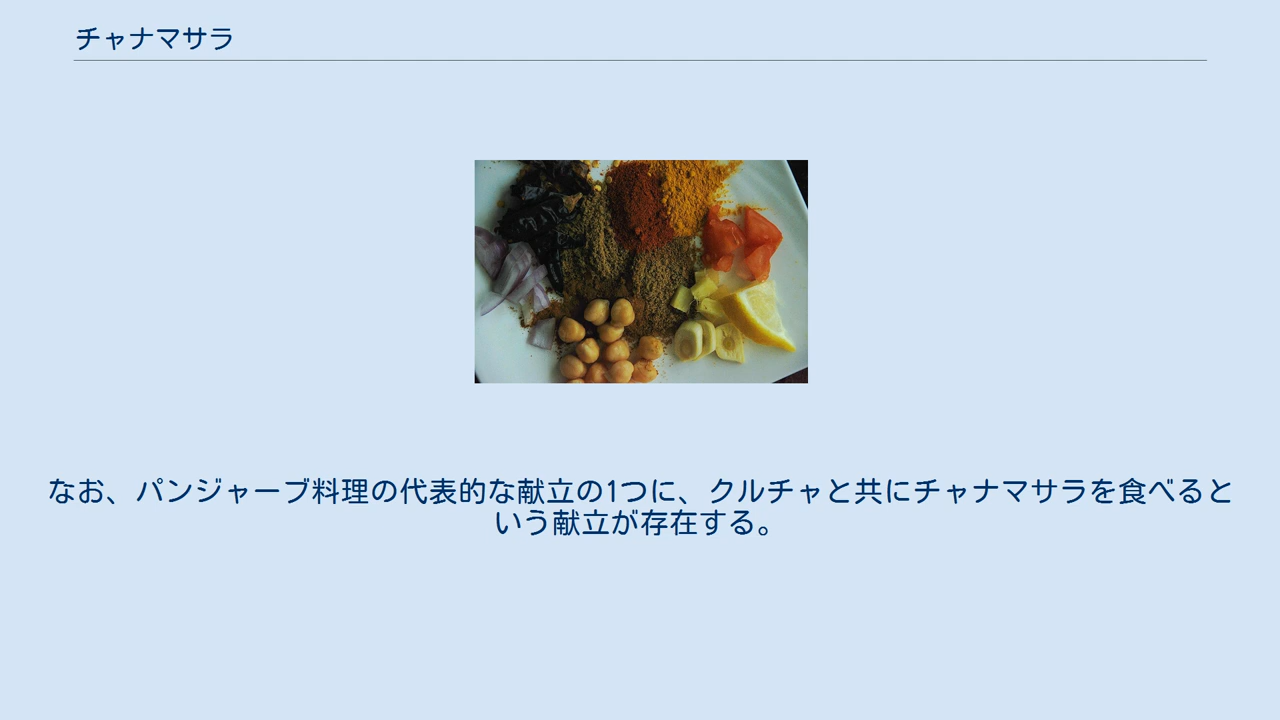 チャナマサラ
なお、パンジャーブ料理の代表的な献立の1つに、クルチャと共にチャナマサラを食べると
いう献立が存在する。